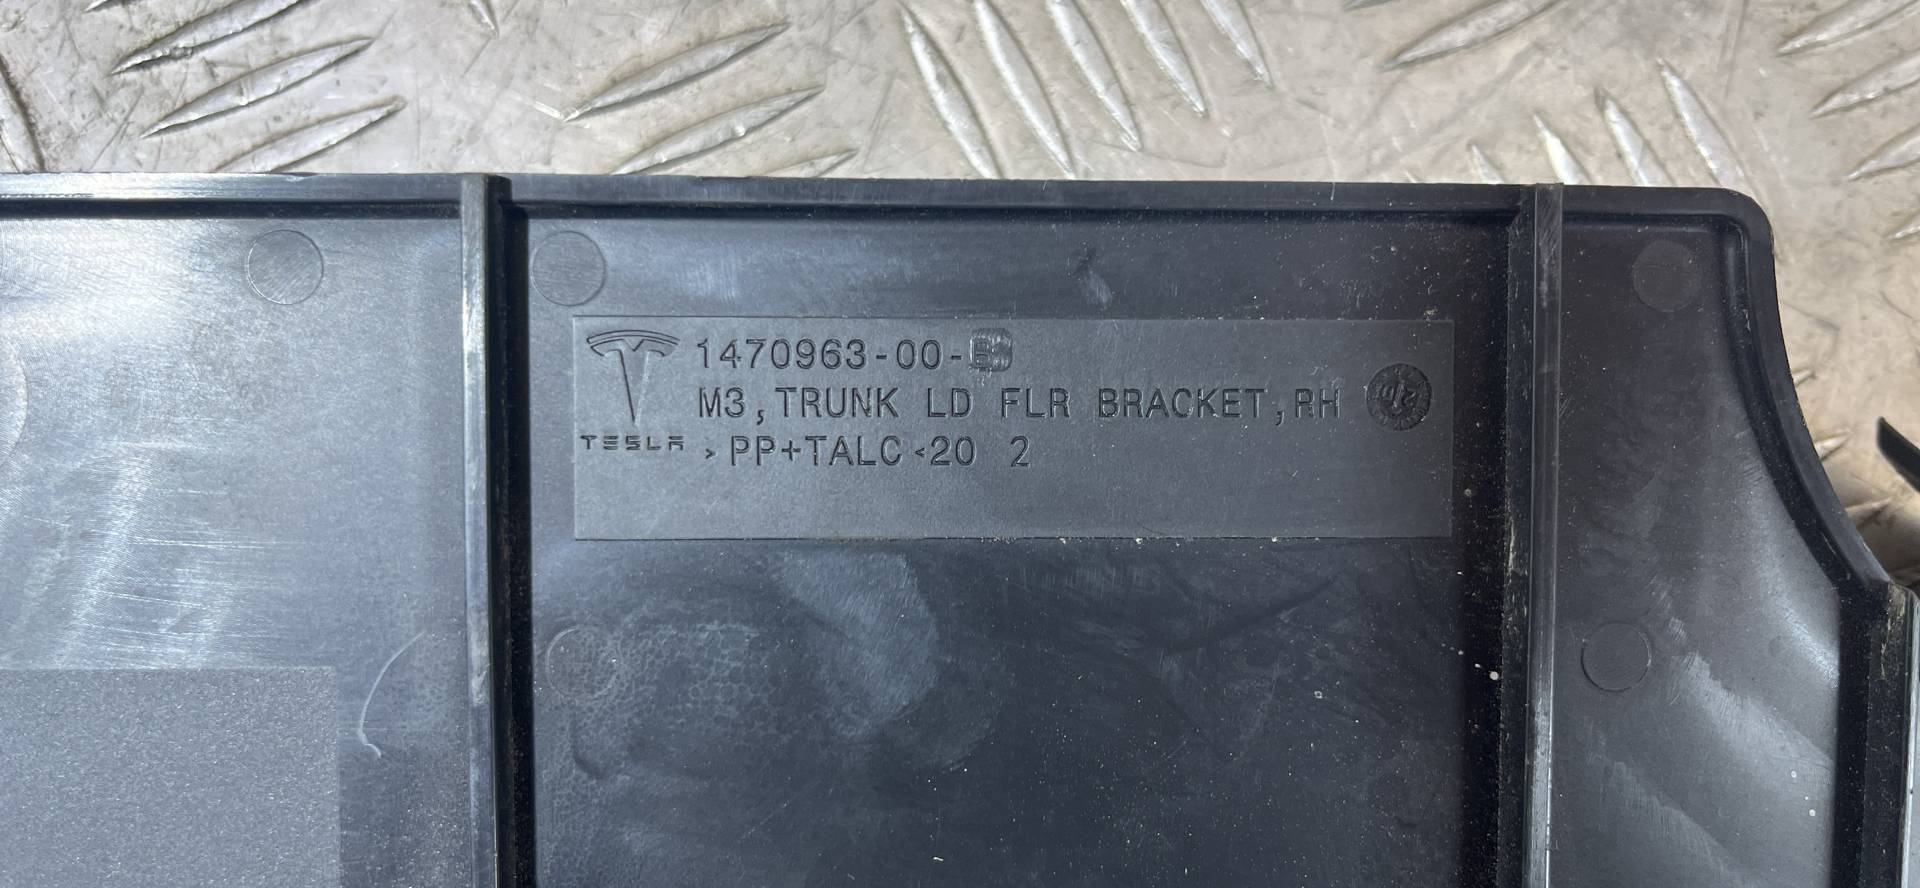 1470963-00-
M3,TRUNK LD FLR BRACKET,RH
TESLA >PP+TALC<20 2